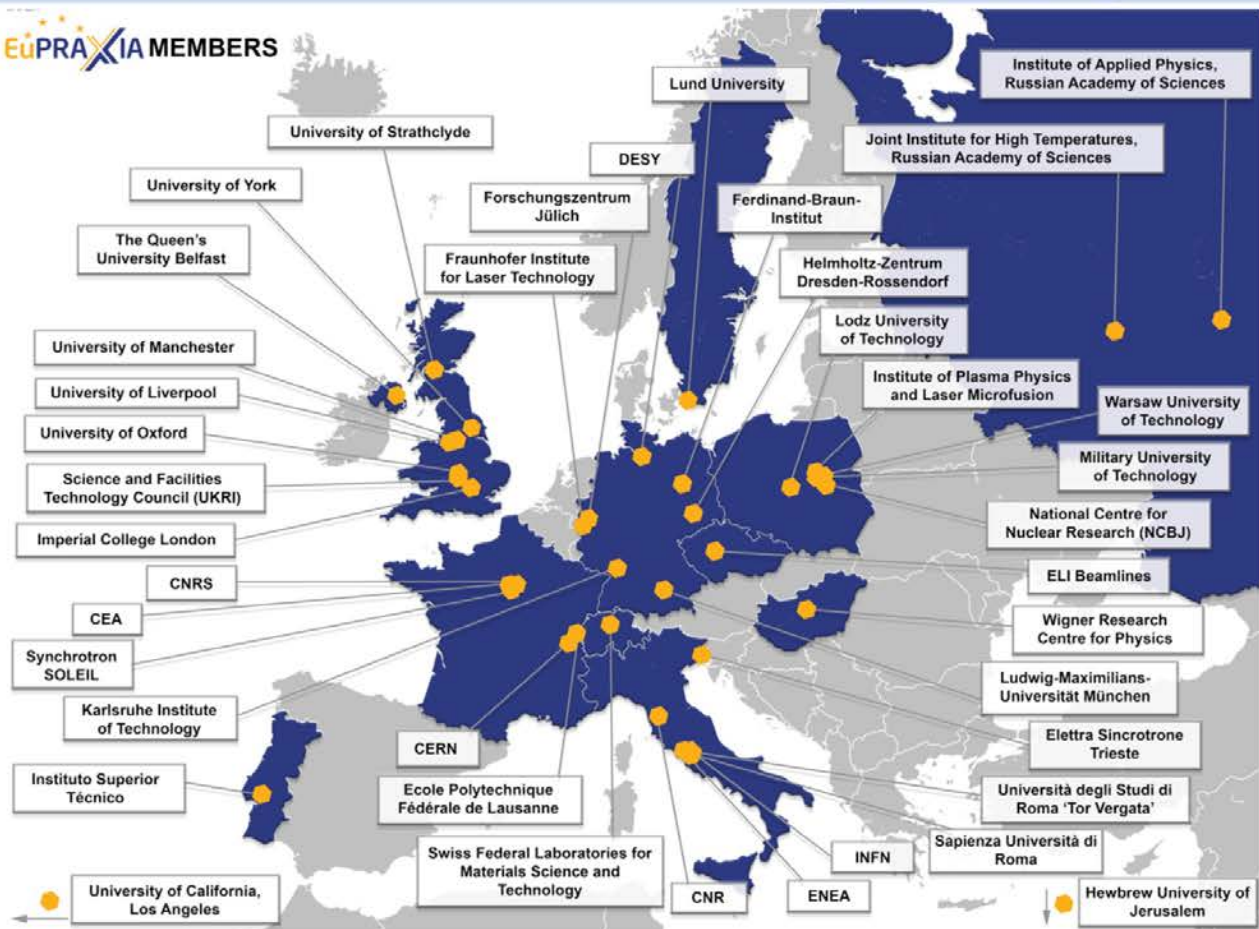 EuPRAXIA MEMBERS
Institute of Applied Physics,
Russian Academy of Sciences
Lund University
University of Strathclyde
Joint Institute for High Temperatures,
Russian Academy of Sciences
DESY
University of York
Forschungszentrum
Jülich
Ferdinand-Braun-
Institut
The Queen's
University Belfast
Fraunhofer Institute
for Laser Technology
Helmholtz-Zentrum
Dresden-Rossendorf
Lodz University
of Technology
University of Manchester
Institute of Plasma Physics
and Laser Microfusion
University of Liverpool
Warsaw University
of Technology
University of Oxford
Military University
of Technology
Science and Facilities
Technology Council (UKRI)
National Centre for
Nuclear Research (NCBJ)
Imperial College London
CNRS
ELI Beamlines
CEA
Wigner Research
Centre for Physics
Synchrotron
SOLEIL
Ludwig-Maximilians-
Universität München
Karlsruhe Institute
of Technology
CERN
Elettra Sincrotrone
Trieste
Instituto Superior
Técnico
Ecole Polytechnique
Fédérale de Lausanne
Università degli Studi di
Roma 'Tor Vergata'
Swiss Federal Laboratories for
Materials Science and
Technology
INFN
Sapienza Università di
Roma
CNR
ENEA
University of California,
Los Angeles
Hewbrew University of
Jerusalem